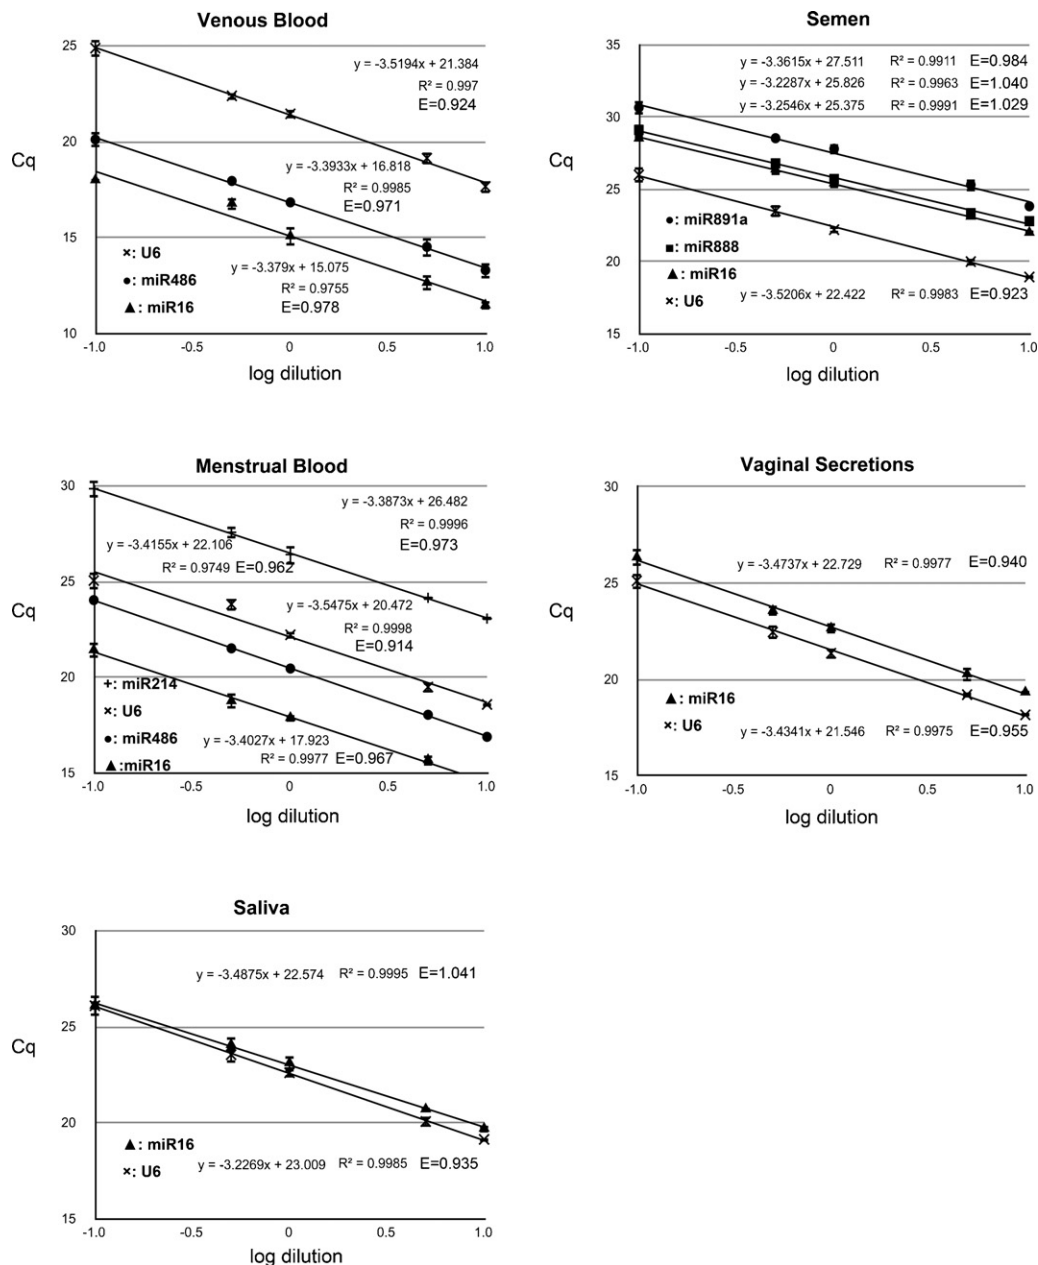 Venous Blood
25
y = -3.5194x + 21.384
R² = 0.997
E=0.924
20
Cq
y = -3.3933x + 16.818
R² = 0.9985
E=0.971
15
×: U6
●: miR486
▲: miR16
y = -3.379x + 15.075
R² = 0.9755
E=0.978
10
-1.0 -0.5 0 0.5 1.0
log dilution
Semen
35
y = -3.3615x + 27.511 R² = 0.9911 E=0.984
y = -3.2287x + 25.826 R² = 0.9963 E=1.040
y = -3.2546x + 25.375 R² = 0.9991 E=1.029
30
Cq
25
●: miR891a
■: miR888
▲: miR16
×: U6
20
y = -3.5206x + 22.422 R² = 0.9983 E=0.923
15
-1.0 -0.5 0 0.5 1.0
log dilution
Menstrual Blood
30
y = -3.3873x + 26.482
R² = 0.9996
E=0.973
y = -3.4155x + 22.106
R² = 0.9749 E=0.962
25
Cq
y = -3.5475x + 20.472
R² = 0.9998
E=0.914
20
+: miR214
×: U6
●: miR486
▲:miR16
y = -3.4027x + 17.923
R² = 0.9977 E=0.967
15
-1.0 -0.5 0 0.5 1.0
log dilution
Vaginal Secretions
30
y = -3.4737x + 22.729 R² = 0.9977 E=0.940
25
Cq
20
▲: miR16
×: U6
y = -3.4341x + 21.546 R² = 0.9975 E=0.955
15
-1.0 -0.5 0 0.5 1.0
log dilution
Saliva
30
y = -3.4875x + 22.574 R² = 0.9995 E=1.041
25
Cq
20
▲: miR16
×: U6
y = -3.2269x + 23.009 R² = 0.9985 E=0.935
15
-1.0 -0.5 0 0.5 1.0
log dilution